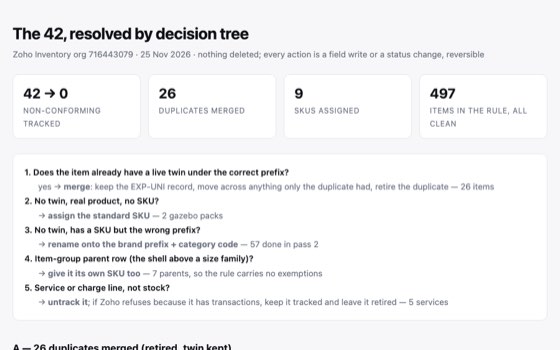 The 42, resolved by decision tree
Zoho Inventory org 716443079 · 25 Nov 2026 · nothing deleted; every action is a field write or a status change, reversible
42 → 0
NON-CONFORMING
TRACKED
26
DUPLICATES MERGED
9
SKUS ASSIGNED
497
ITEMS IN THE RULE, ALL
CLEAN
1. Does the item already have a live twin under the correct prefix?
yes → merge: keep the EXP-UNI record, move across anything only the duplicate had, retire the duplicate — 26 items
2. No twin, real product, no SKU?
→ assign the standard SKU — 2 gazebo packs
3. No twin, has a SKU but the wrong prefix?
→ rename onto the brand prefix + category code — 57 done in pass 2
4. Item-group parent row (the shell above a size family)?
→ give it its own SKU too — 7 parents, so the rule carries no exemptions
5. Service or charge line, not stock?
→ untrack it; if Zoho refuses because it has transactions, keep it tracked and leave it retired — 5 services
A — 26 duplicates merged (retired, twin kept)